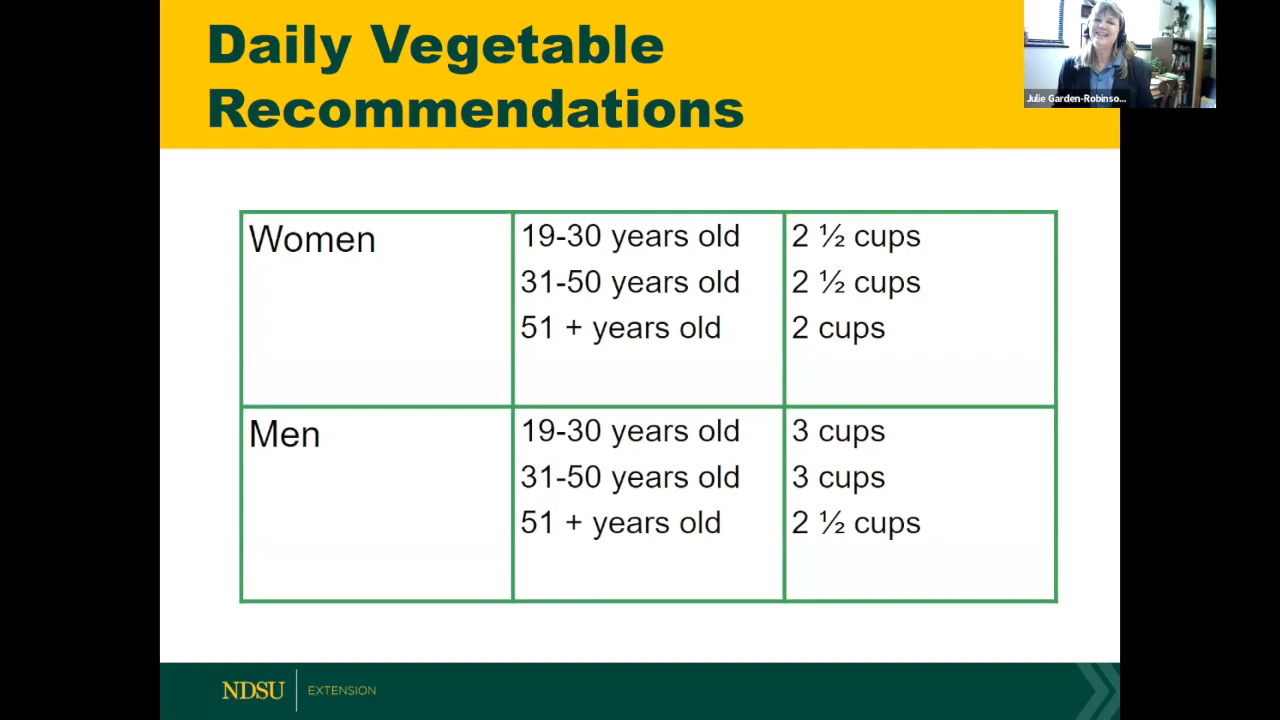 Daily Vegetable
Recommendations
Julie Garden-Robinso...
Women
19-30 years old
2 ½ cups
31-50 years old
2 ½ cups
51 + years old
2 cups
Men
19-30 years old
3 cups
31-50 years old
3 cups
51 + years old
2 ½ cups
NDSU
EXTENSION